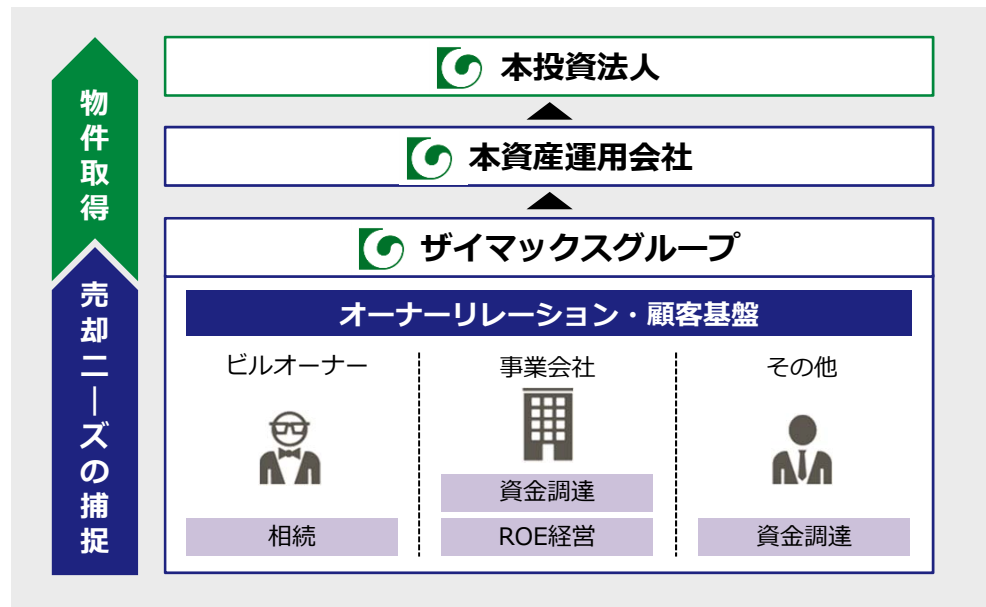 物件取得
売却ニーズの捕捉
本投資法人
本資産運用会社
ザイマックスグループ
オーナーリレーション・顧客基盤
ビルオーナー
事業会社
その他
資金調達
相続
ROE経営
資金調達